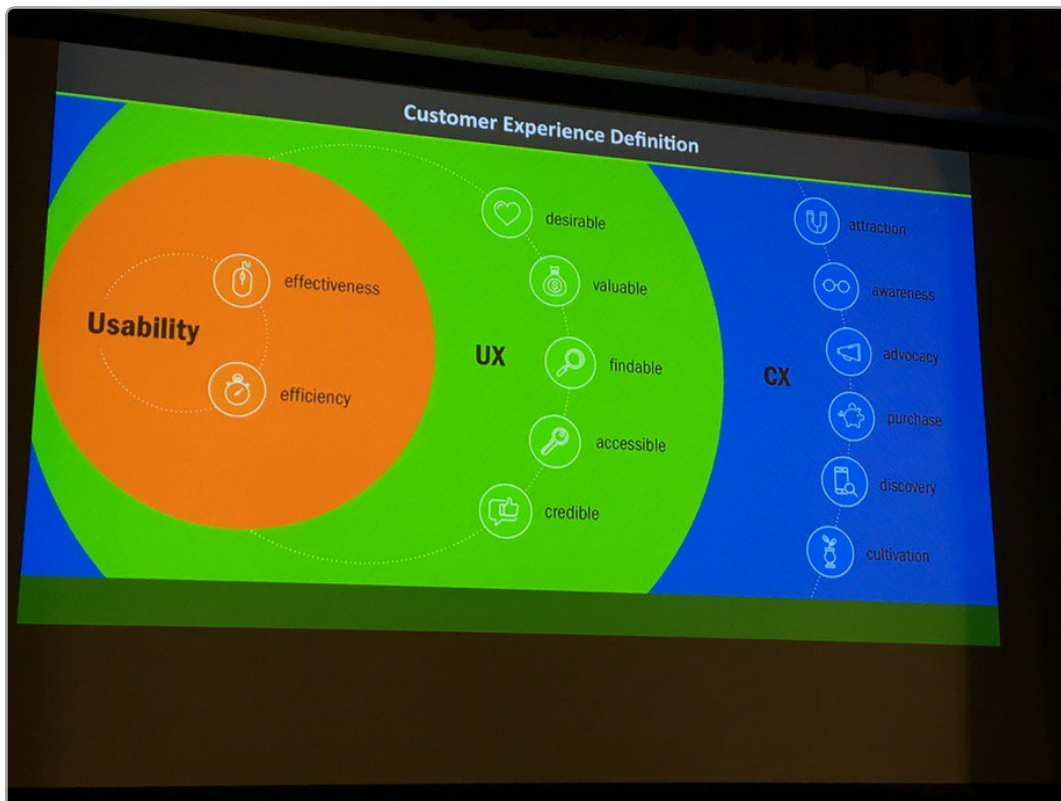 Customer Experience Definition
Usability
effectiveness
efficiency
UX
desirable
valuable
findable
accessible
credible
CX
attraction
awareness
advocacy
purchase
discovery
cultivation